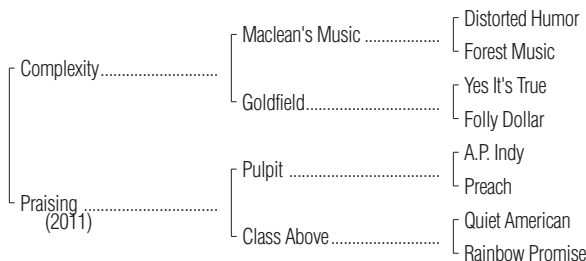 Distorted Humor
Maclean's Music ..................
Forest Music
Complexity............................
Yes It's True
Goldfield................................
Folly Dollar
A.P. Indy
Pulpit ....................................
Preach
Praising ................................
(2011)
Quiet American
Class Above..........................
Rainbow Promise